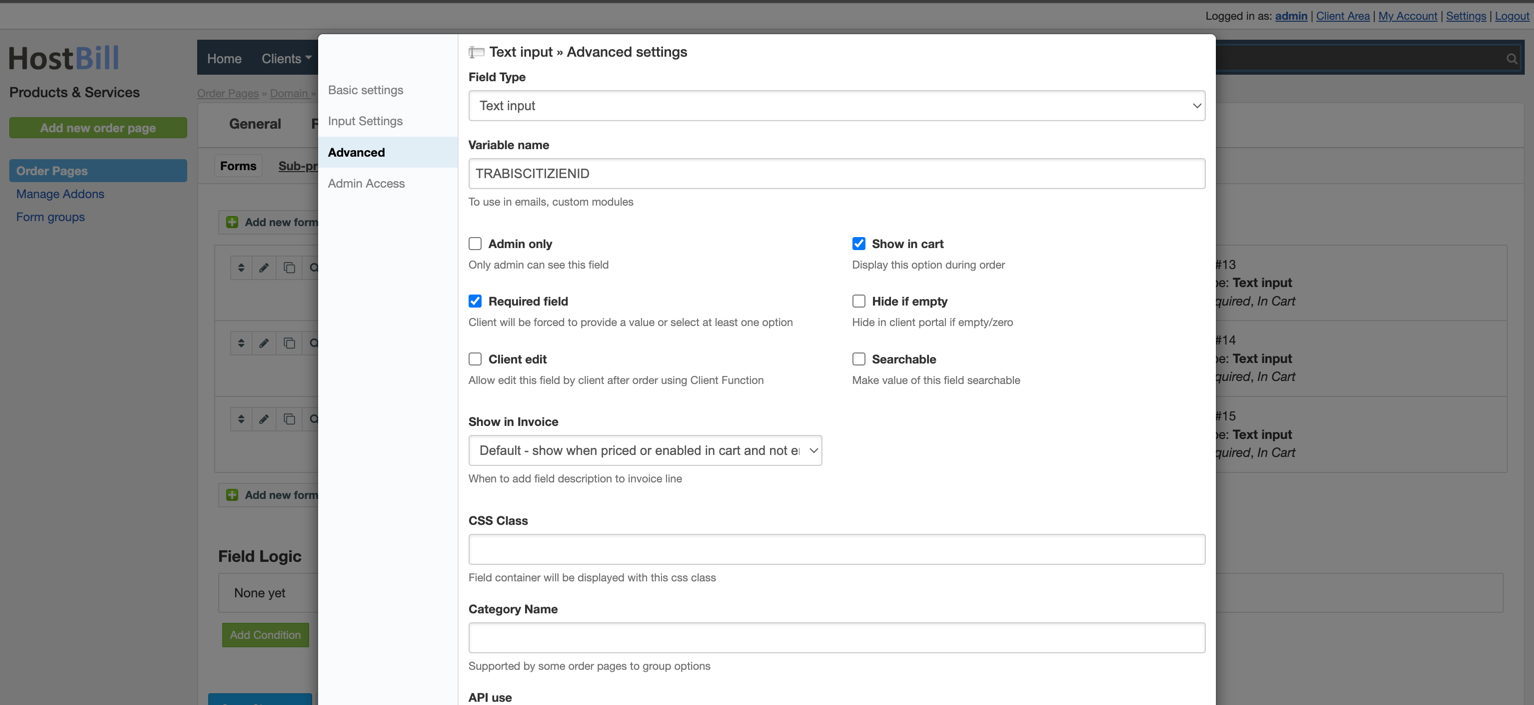 Logged in as: admin | Client Area | My Account | Settings | Logout
HostBill
Home Clients
Products & Services
Order Pages » Domain »
Add new order page
General
Forms
Order Pages
Manage Addons
Form groups
Add new form
Add new form
Field Logic
None yet
Add Condition
Basic settings
Input Settings
Advanced
Admin Access
Text input » Advanced settings
Field Type
Text input
Variable name
TRABISCITIZIENID
To use in emails, custom modules
Admin only
Only admin can see this field
Show in cart
Display this option during order
Required field
Client will be forced to provide a value or select at least one option
Hide if empty
Hide in client portal if empty/zero
Client edit
Allow edit this field by client after order using Client Function
Searchable
Make value of this field searchable
Show in Invoice
Default - show when priced or enabled in cart and not e
When to add field description to invoice line
CSS Class
Field container will be displayed with this css class
Category Name
Supported by some order pages to group options
API use
#13
pe: Text input
quired, In Cart
#14
pe: Text input
quired, In Cart
#15
pe: Text input
quired, In Cart